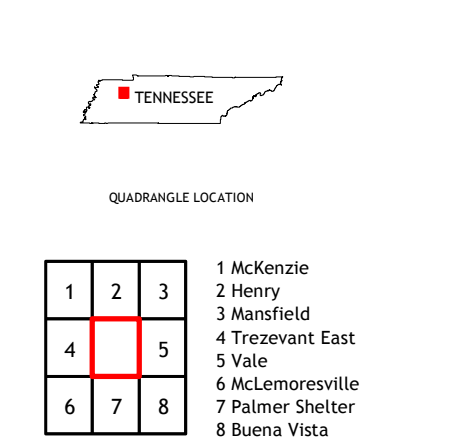 TENNESSEE
QUADRANGLE LOCATION
1 2 3
4 5
6 7 8
1 McKenzie
2 Henry
3 Mansfield
4 Trezevant East
5 Vale
6 McLemoresville
7 Palmer Shelter
8 Buena Vista